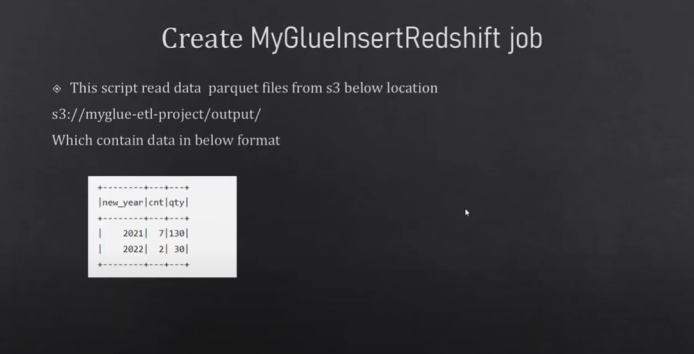 Create MyGlueInsertRedshift job
This script read data parquet files from s3 below location
s3://myglue-etl-project/output/
Which contain data in below format
+--------+---+---+
|new_year|cnt|qty|
+--------+---+---+
|    2021|  7|130|
|    2022|  2| 30|
+--------+---+---+